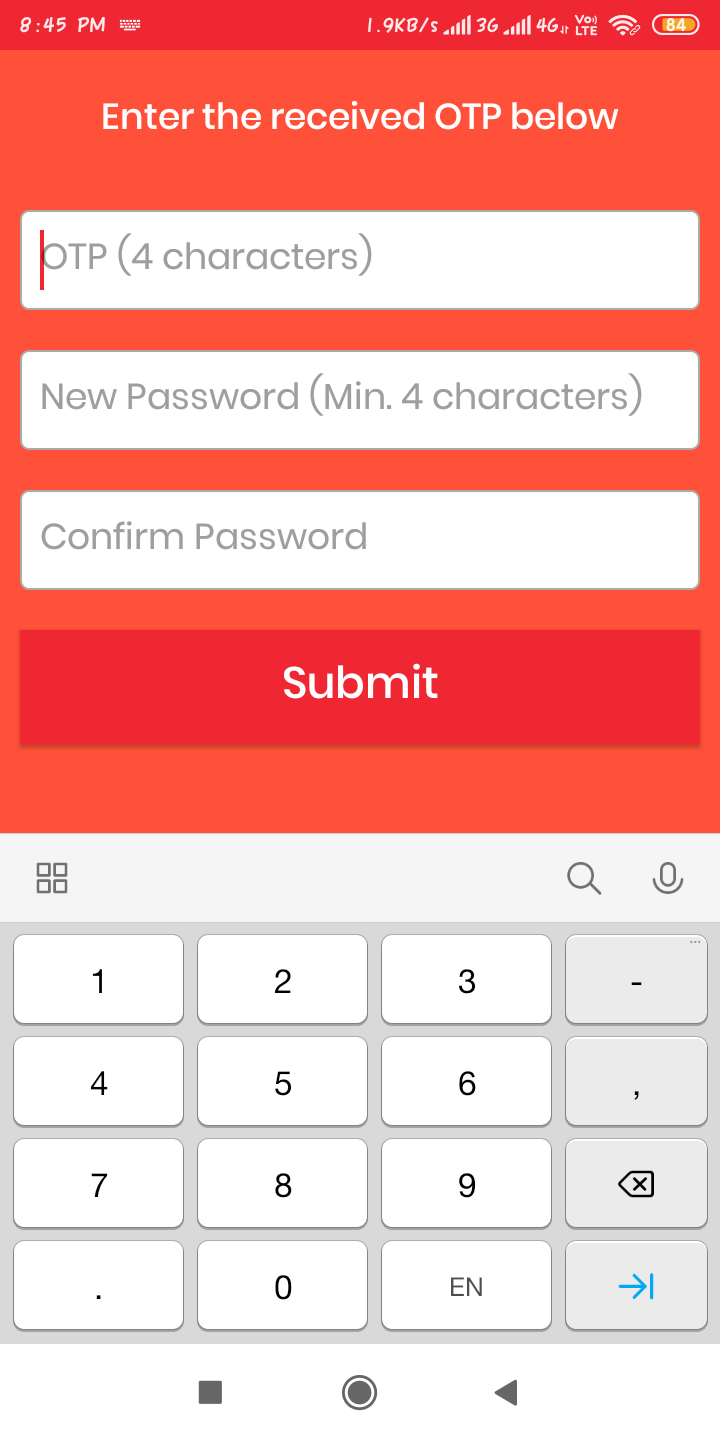 8:45 PM 1.9KB/s 3G 4G Vo) LTE 84
Enter the received OTP below
OTP (4 characters)
New Password (Min. 4 characters)
Confirm Password
Submit
1 2 3 -
4 5 6 ,
7 8 9
. 0 EN